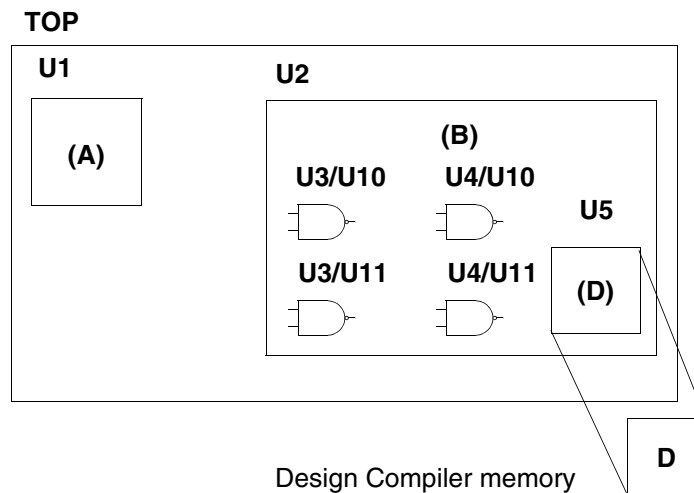 TOP
U1
U2
(A)
(B)
U3/U10 U4/U10
U5
U3/U11 U4/U11
(D)
D
Design Compiler memory